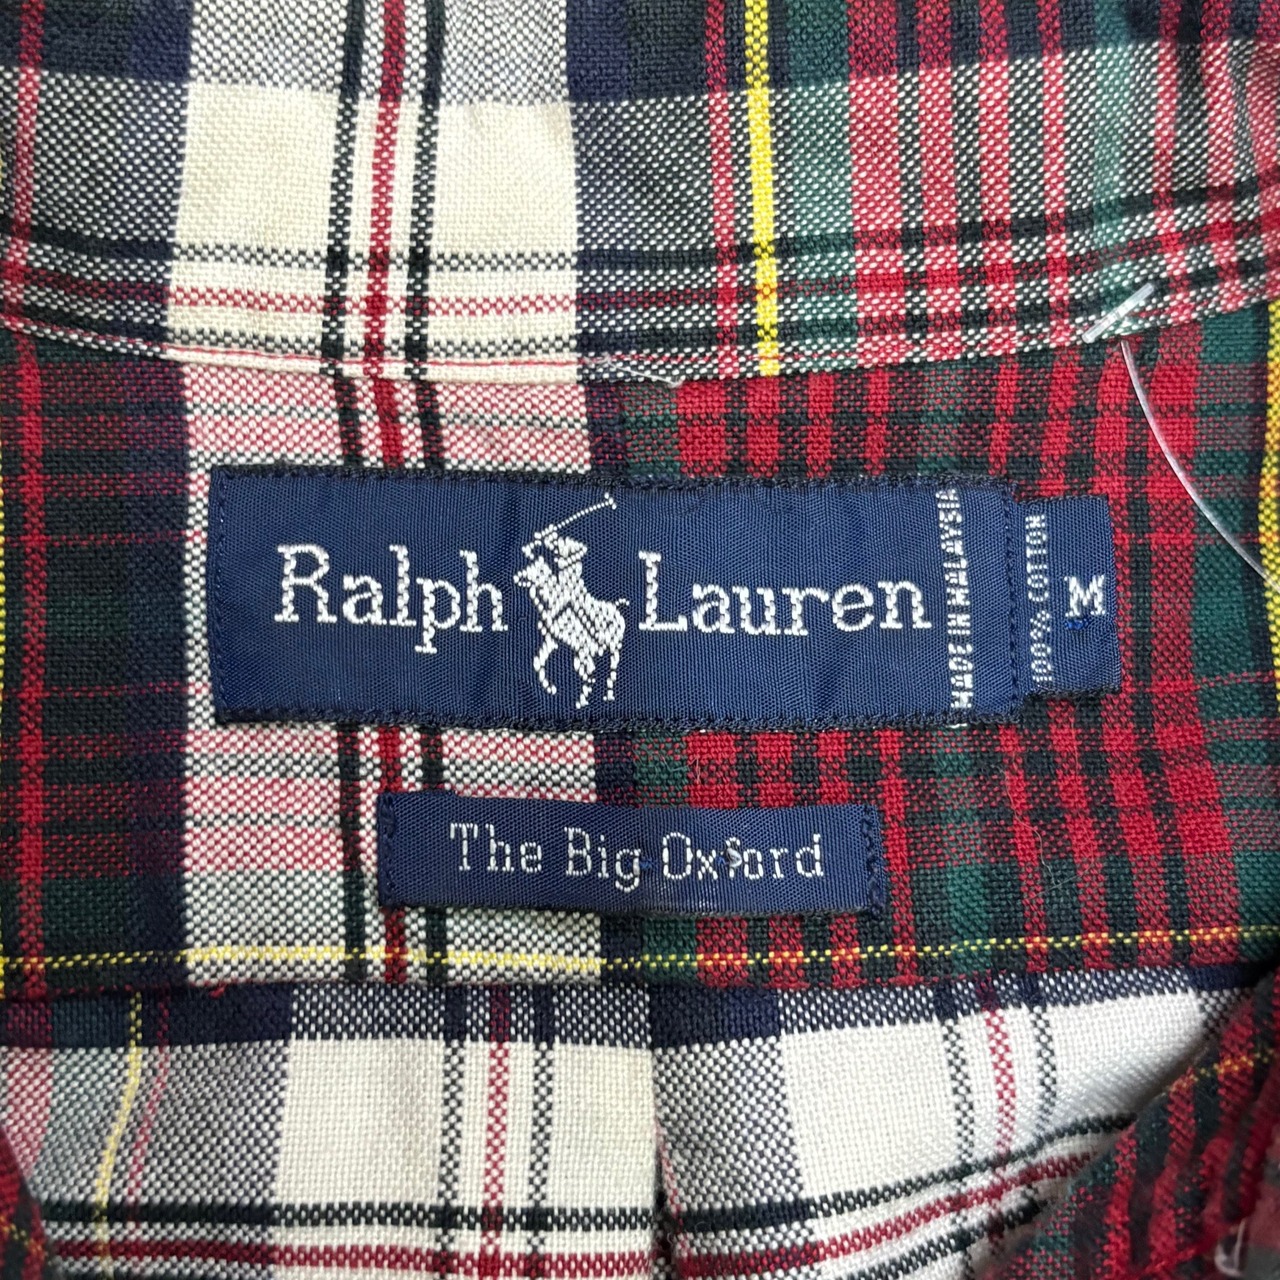 Ralph Lauren
MADE IN MALAYSIA
100% COTTON
M
The Big Oxford